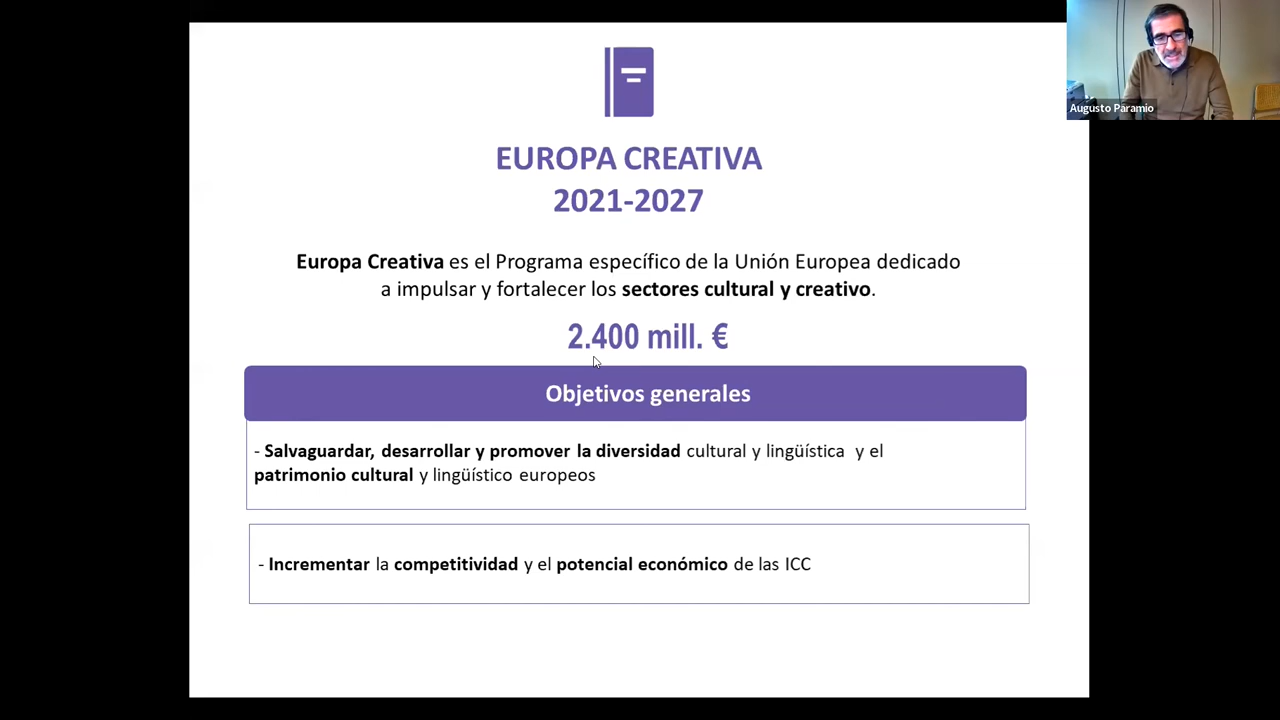 Augusto Paramio
EUROPA CREATIVA
2021-2027
Europa Creativa es el Programa específico de la Unión Europea dedicado
a impulsar y fortalecer los sectores cultural y creativo.
2.400 mill. €
Objetivos generales
- Salvaguardar, desarrollar y promover la diversidad cultural y lingüística y el
patrimonio cultural y lingüístico europeos
- Incrementar la competitividad y el potencial económico de las ICC